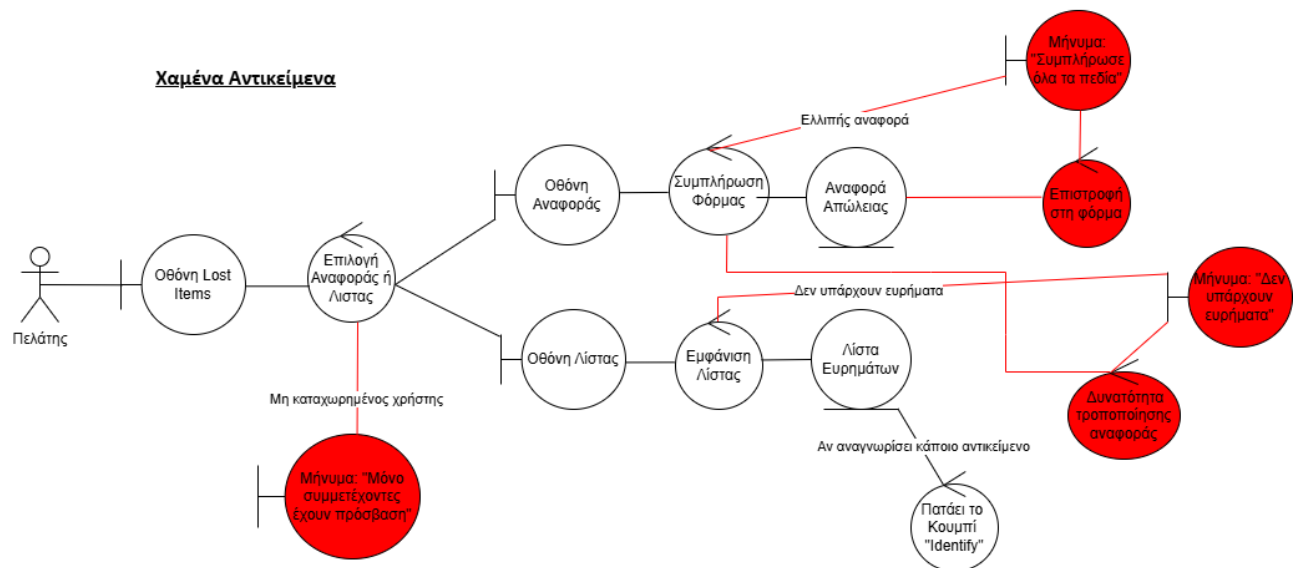 Χαμένα Αντικείμενα
Μήνυμα:
"Συμπλήρωσε
όλα τα πεδία"
Ελλιπής αναφορά
Οθόνη
Αναφοράς
Συμπλήρωση
Φόρμας
Αναφορά
Απώλειας
Επιστροφή
στη φόρμα
Πελάτης
Οθόνη Lost
Items
Επιλογή
Αναφοράς ή
Λιστας
Δεν υπάρχουν ευρήματα
Μήνυμα: "Δεν
υπάρχουν
ευρήματα"
Οθόνη Λίστας
Εμφάνιση
Λίστας
Λίστα
Ευρημάτων
Δυνατότητα
τροποποίησης
αναφοράς
Μη καταχωρημένος χρήστης
Μήνυμα: "Μόνο
συμμετέχοντες
έχουν πρόσβαση"
Αν αναγνωρίσει κάποιο αντικείμενο
Πατάει το
Κουμπί
"Identify"